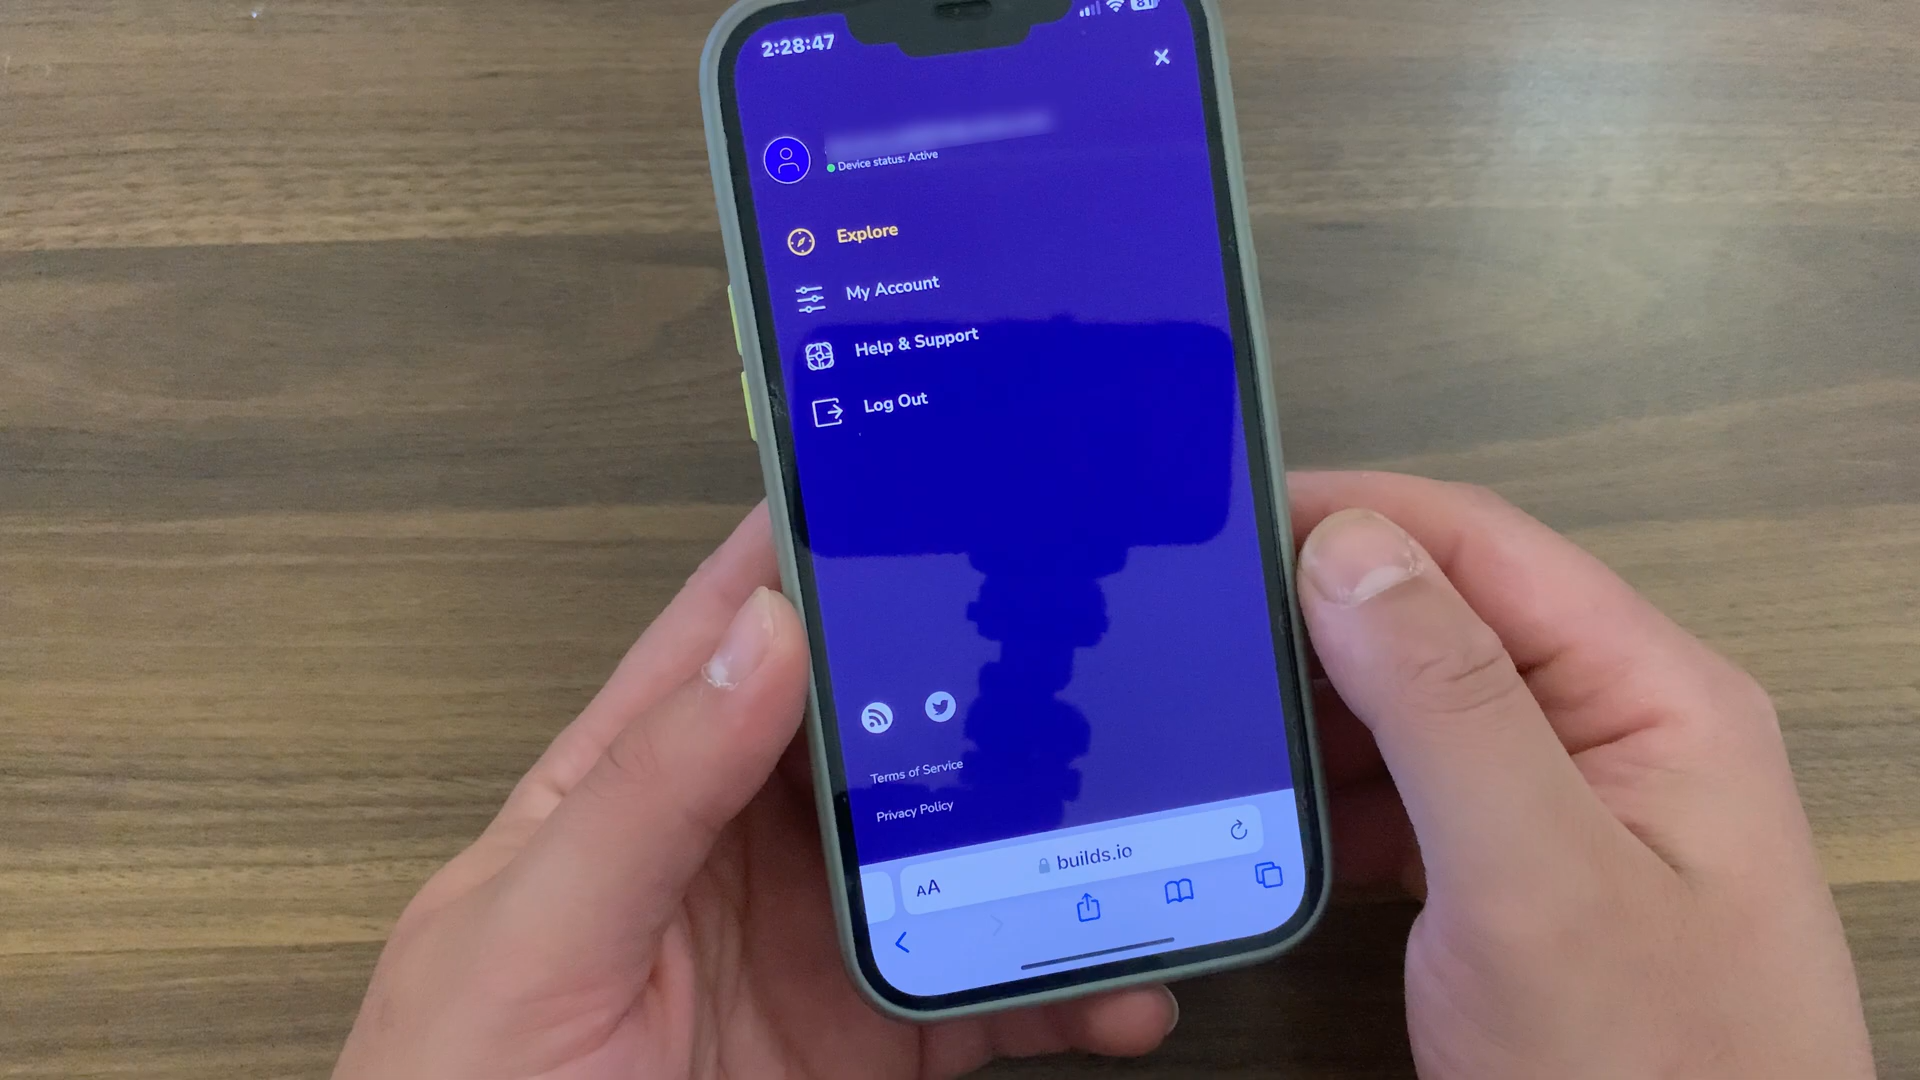 2:28:47
81
Device status: Active
Explore
My Account
Help & Support
Log Out
Terms of Service
Privacy Policy
AA
builds.io